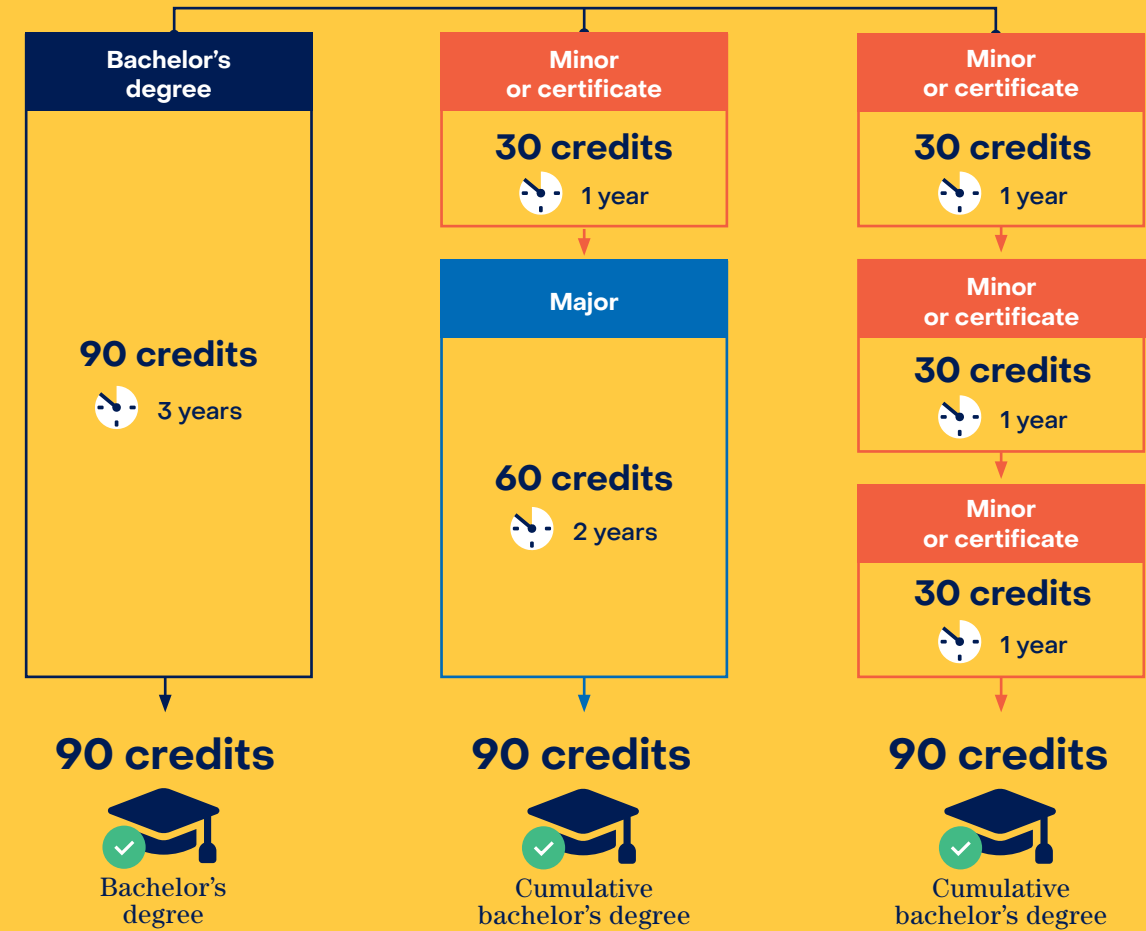 Bachelor’s
degree
90 credits
3 years
90 credits
Bachelor’s
degree
Minor
or certificate
30 credits
1 year
Major
60 credits
2 years
90 credits
Cumulative
bachelor’s degree
Minor
or certificate
30 credits
1 year
Minor
or certificate
30 credits
1 year
Minor
or certificate
30 credits
1 year
90 credits
Cumulative
bachelor’s degree